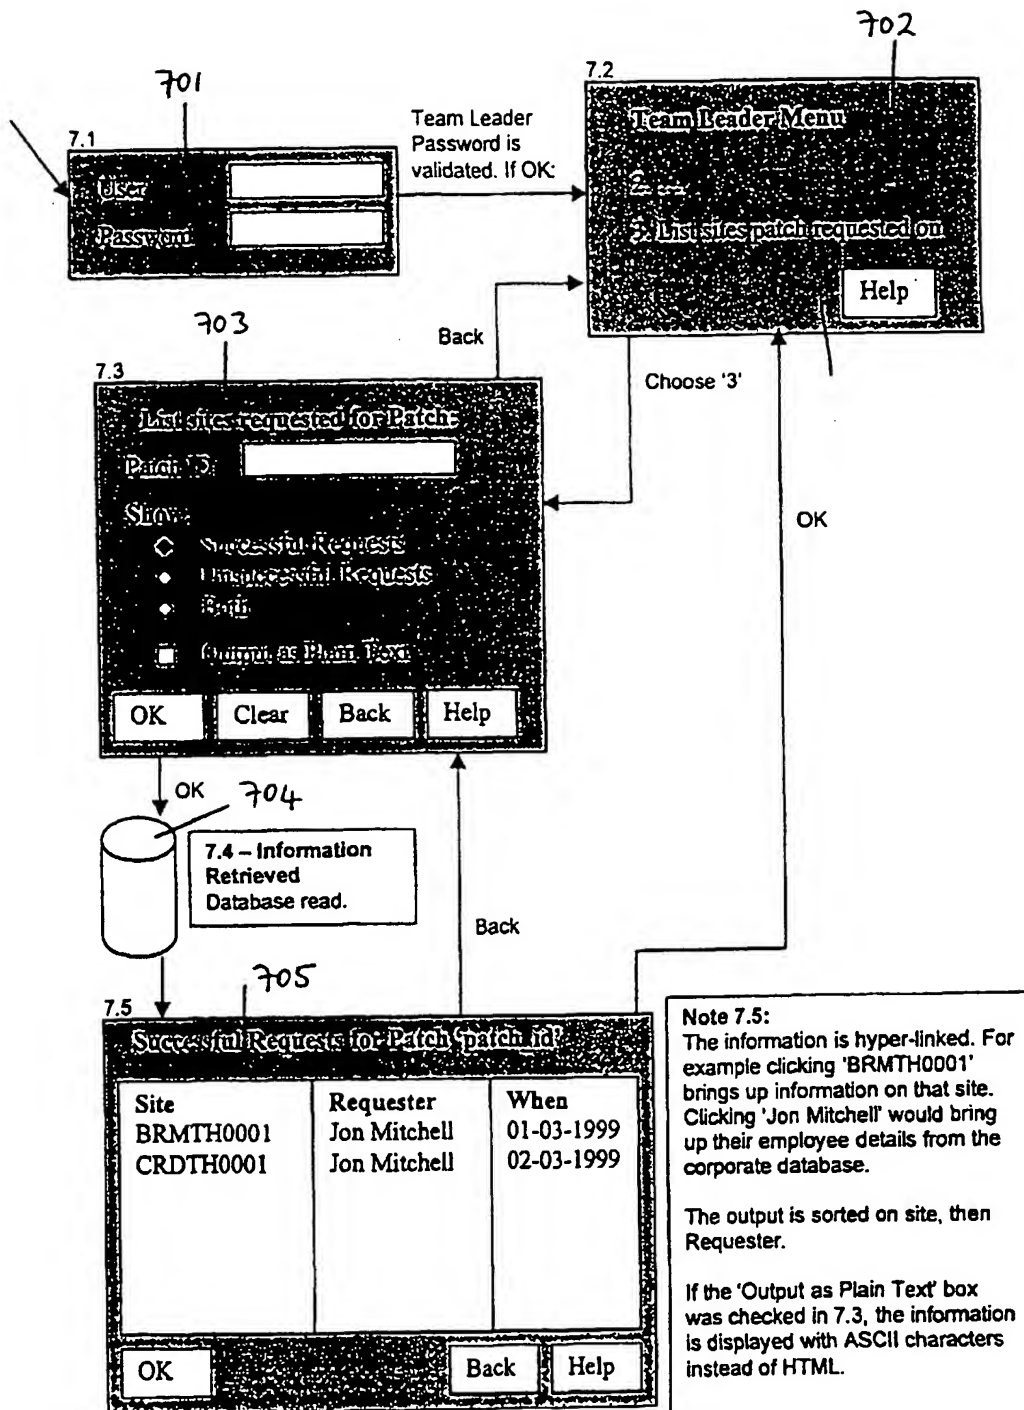 702
701
7.2
7.1
Team Leader
Password is
validated. If OK:
Team Leader Menu
User
Password
2. ...
3. List sites patch requested on
Help
703
Back
7.3
Choose '3'
List sites requested for Patch:
Patch ID:
Show:
Successful Requests
Unsuccessful Requests
Both
Output as Plain Text
OK
Clear
Back
Help
OK
OK
704
7.4 – Information
Retrieved
Database read.
Back
705
7.5
Successful Requests for Patch 'patch_id'
Site Requester When
BRMTH0001 Jon Mitchell 01-03-1999
CRDTH0001 Jon Mitchell 02-03-1999
OK
Back
Help
Note 7.5:
The information is hyper-linked. For
example clicking 'BRMTH0001'
brings up information on that site.
Clicking 'Jon Mitchell' would bring
up their employee details from the
corporate database.
The output is sorted on site, then
Requester.
If the 'Output as Plain Text' box
was checked in 7.3, the information
is displayed with ASCII characters
instead of HTML.